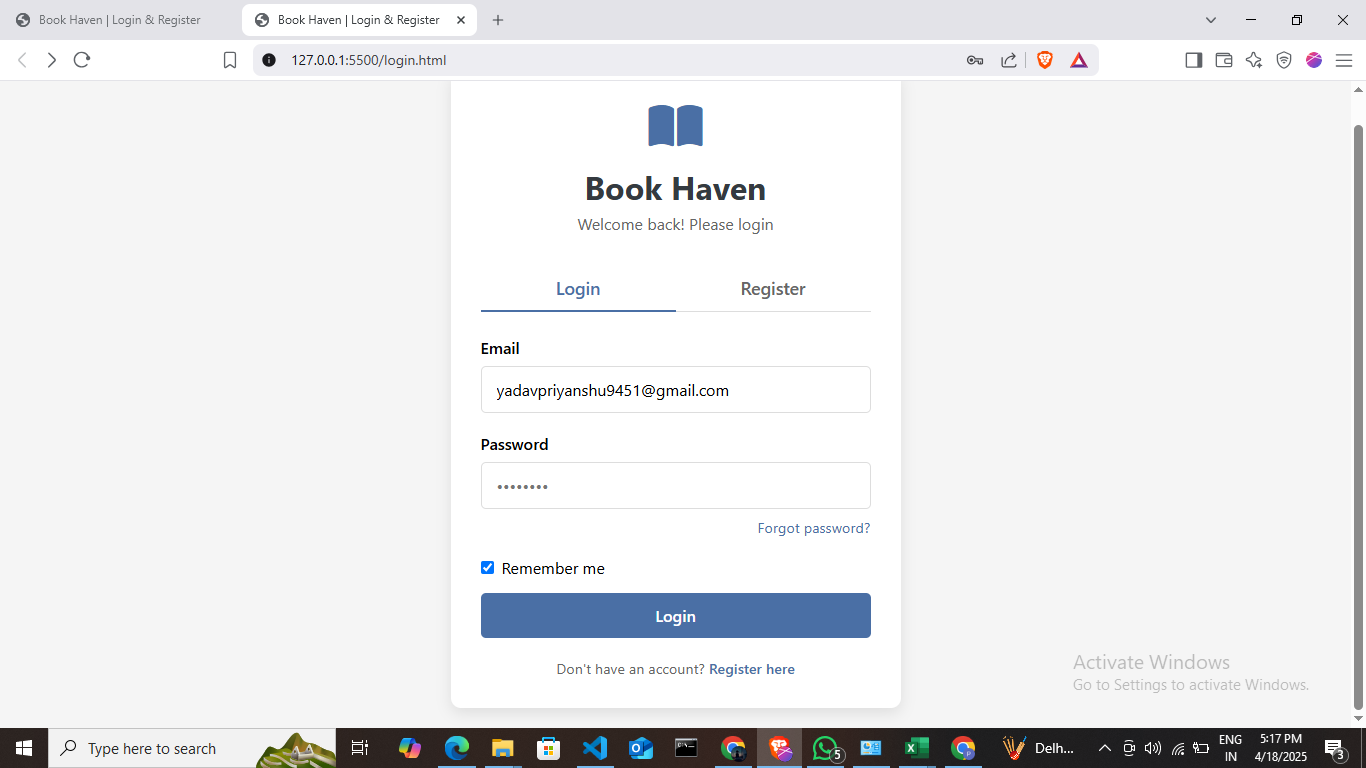 Book Haven | Login & Register
Book Haven | Login & Register
127.0.0.1:5500/login.html
Book Haven
Welcome back! Please login
Login
Register
Email
yadavpriyanshu9451@gmail.com
Password
••••••••
Forgot password?
Remember me
Login
Don't have an account? Register here
Activate Windows
Go to Settings to activate Windows.
Type here to search
5
Delh...
ENG
IN
5:17 PM
4/18/2025
3